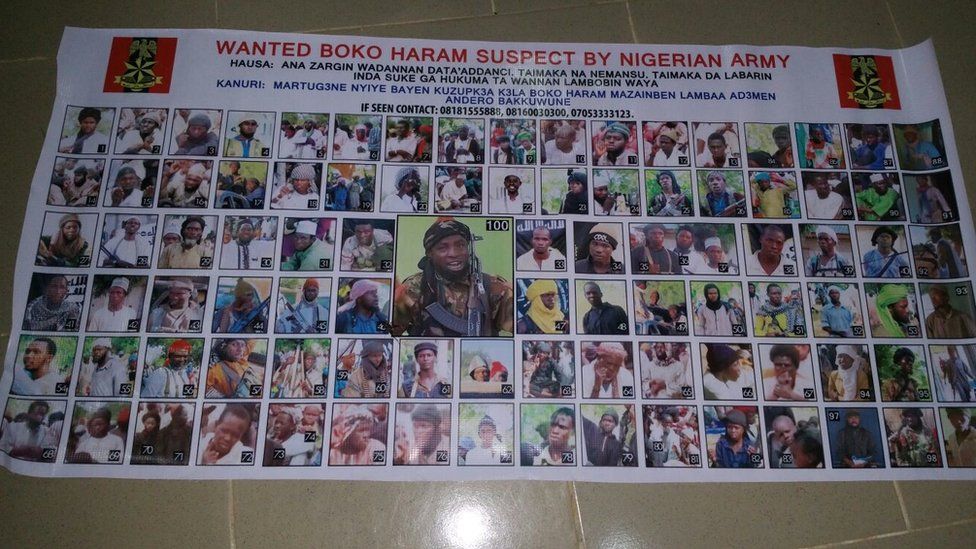 WANTED BOKO HARAM SUSPECT BY NIGERIAN ARMY
HAUSA: ANA ZARGIN WADANNAN DATA'ADDANCI, TAIMAKA NA NEMANSU, TAIMAKA DA LABARIN
INDA SUKE GA HUKUMA TA WANNAN LAMBOBIN WAYA
KANURI: MARTUG3NE NYIYE BAYEN KUZUPK3A K3LA BOKO HARAM MAZAINBEN LAMBAA AD3MEN
ANDERO BAKKUWUNE
IF SEEN CONTACT: 08181555888, 08160030300, 07053333123.
1 2 3 4 5 6 7 8 9 10 11 12 13 84 86 87 88
14 15 16 17 18 19 20 21 22 23 24 25 26 85 89 90 91
27 28 29 30 31 32 100 33 34 35 36 37 38 39 40 92
41 42 43 44 45 46 47 48 49 50 51 52 53 93
54 55 56 57 58 59 60 61 62 63 64 65 66 67 94 95
68 69 70 71 72 73 74 75 76 77 78 79 80 81 82 83 97 98